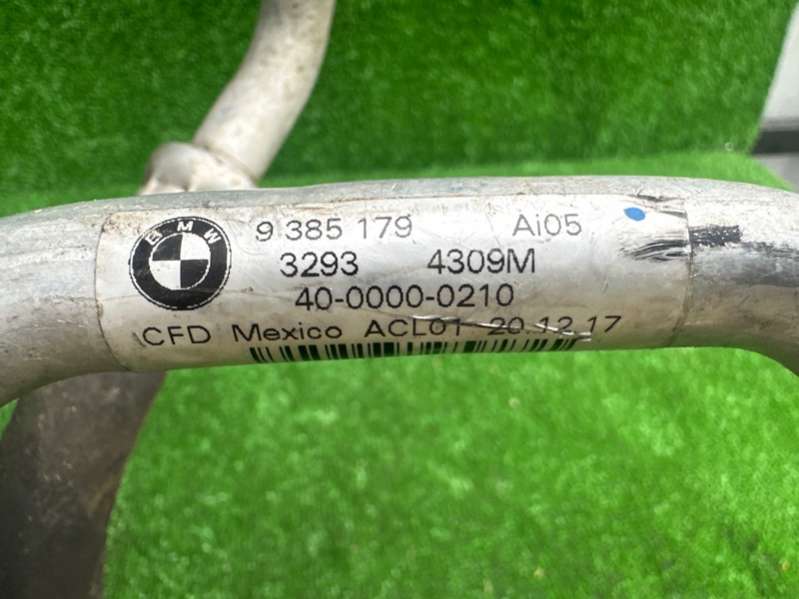 BMW
9 385 179 Ai05
3293 4309M
40-0000-0210
CFD Mexico ACL01 20.12.17